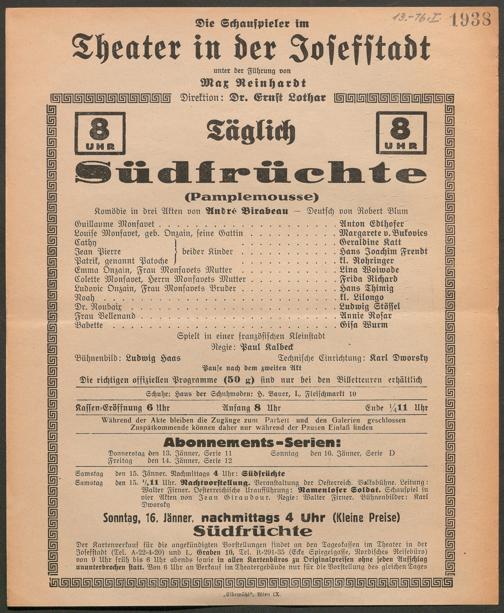 13.-16.I. 1938
Die Schauspieler im
Theater in der Josefstadt
unter der Führung von
Max Reinhardt
Direktion: Dr. Ernst Lothar
8 UHR Täglich 8 UHR
Südfrüchte
(Pamplemousse)
Komödie in drei Akten von André Birabeau — Deutsch von Robert Blum
Guillaume Monfavet . . . . . Anton Edthofer
Louise Monfavet, geb. Onzain, seine Gattin . . . . . Margarete v. Bukovics
Cathy } Geraldine Katt
Jean Pierre } beider Kinder . . . . . Hans Joachim Frendt
Patrik, genannt Patoche } kl. Rohringer
Emma Onzain, Frau Monfavets Mutter . . . . . Lina Woiwode
Colette Monfavet, Herrn Monfavets Mutter . . . . . Frida Richard
Ludovic Onzain, Frau Monfavets Bruder . . . . . Hans Thimig
Noah . . . . . kl. Lilongo
Dr. Roubaix . . . . . Ludwig Stössel
Frau Bellenand . . . . . Annie Rosar
Babette . . . . . Gisa Wurm
Spielt in einer französischen Kleinstadt
Regie: Paul Kalbeck
Bühnenbild: Ludwig Haas Technische Einrichtung: Karl Dworsky
Pause nach dem zweiten Akt
Die richtigen offiziellen Programme (50 g) sind nur bei den Billetteuren erhältlich
Schuhe: Haus der Schuhmoden: H. Bauer, I., Fleischmarkt 10
Kassen-Eröffnung 6 Uhr Anfang 8 Uhr Ende ¼11 Uhr
Während der Akte bleiben die Zugänge zum Parkett und den Galerien geschlossen
Zuspätkommende können daher nur während der Pausen Einlaß finden
Abonnements-Serien:
Donnerstag den 13. Jänner, Serie 11 Sonntag den 16. Jänner, Serie D
Freitag den 14. Jänner, Serie 12
Samstag den 15. Jänner. Nachmittags 4 Uhr: Südfrüchte
Samstag den 15. ¼11 Uhr. Nachtvorstellung. Veranstaltung der Oesterreich. Volksbühne. Leitung:
Walter Firner. Oesterreichische Uraufführung: Namenloser Soldat. Schauspiel in
vier Akten von Jean Giraudoux. Regie: Walter Firner. Bühnenbilder: Karl
Dworsky.
Sonntag, 16. Jänner. nachmittags 4 Uhr (Kleine Preise)
Südfrüchte
Der Kartenverkauf für die angekündigten Vorstellungen findet an den Tageskassen im Theater in der
Josefstadt (Tel. A-22-4-20) und I., Graben 10, Tel. R-291-35 (Ecke Spiegelgasse, Nordisches Reisebüro)
von 9 Uhr früh bis 6 Uhr abends sowie in allen Kartenbüros zu Originalpreisen ohne jeden Aufschlag
ununterbrochen statt. Von 6 Uhr an Verkauf im Theatergebäude nur für die Vorstellung des gleichen Tages
„Elbemühl“, Wien IX.